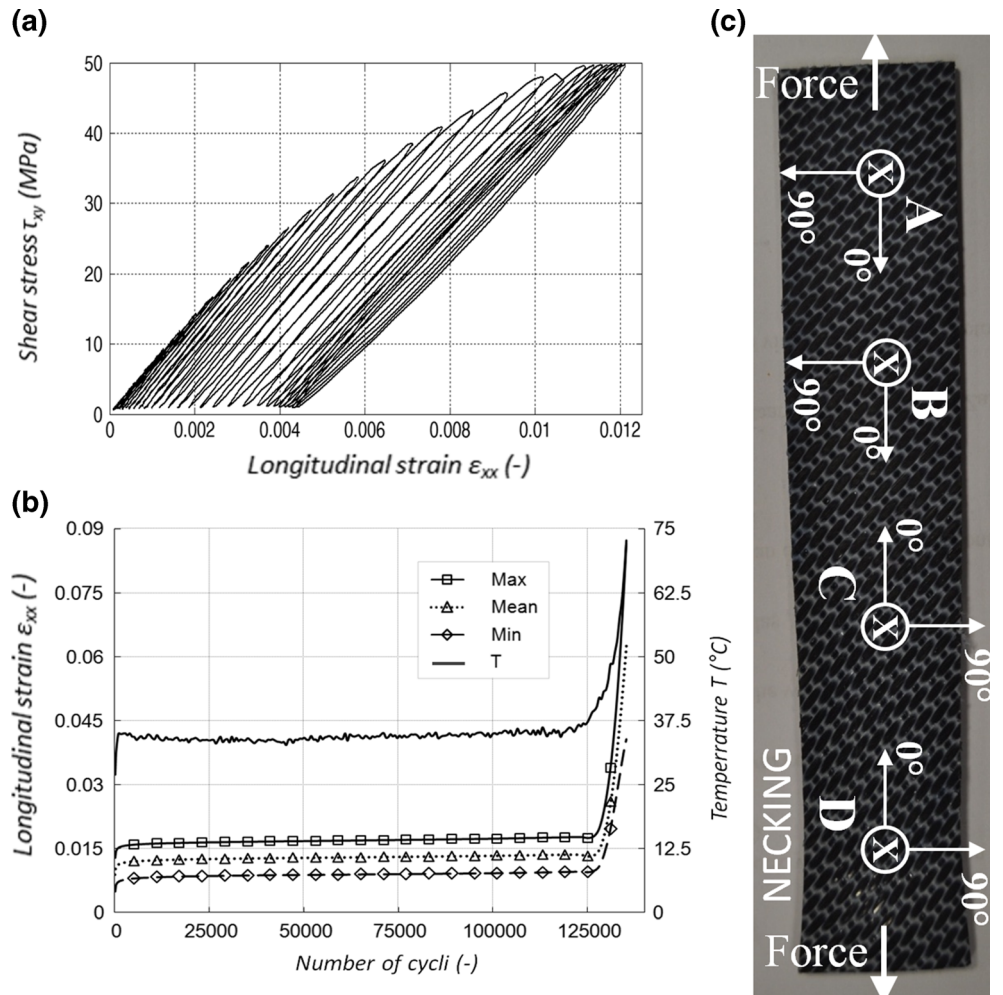 (a)
50
40
30
20
10
0
Shear stress τxy (MPa)
0 0.002 0.004 0.006 0.008 0.01 0.012
Longitudinal strain εxx (-)
(b)
0.09
0.075
0.06
0.045
0.03
0.015
0
Longitudinal strain εxx (-)
Max
Mean
Min
T
75
62.5
50
37.5
25
12.5
0
Temperrature T (°C)
0 25000 50000 75000 100000 125000
Number of cycli (-)
(c)
Force
X
A
90°
0°
X
B
90°
0°
0°
C
X
90°
0°
D
X
90°
NECKING
Force